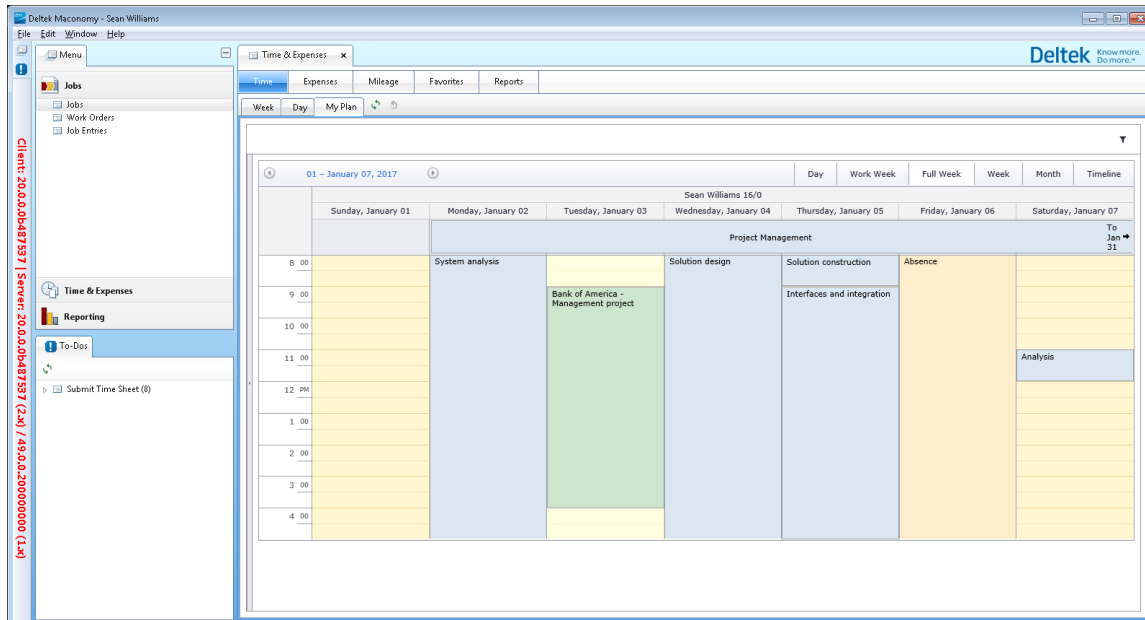 Deltek Maconomy - Sean Williams
File Edit Window Help
Menu
Jobs
Jobs
Work Orders
Job Entries
Time & Expenses
Reporting
To-Dos
Submit Time Sheet (8)
Client: 20.0.0.0b487537 | Server: 20.0.0.0b487537 (2.x) / 49.0.0.200000000 (1.x)
Time & Expenses
Deltek Know more. Do more.™
Time Expenses Mileage Favorites Reports
Week Day My Plan
01 – January 07, 2017
Day Work Week Full Week Week Month Timeline
Sean Williams 16/0
Sunday, January 01 Monday, January 02 Tuesday, January 03 Wednesday, January 04 Thursday, January 05 Friday, January 06 Saturday, January 07
Project Management
To
Jan
31
8 00
System analysis
Solution design
Solution construction
Absence
9 00
Bank of America -
Management project
Interfaces and integration
10 00
11 00
Analysis
12 PM
1 00
2 00
3 00
4 00